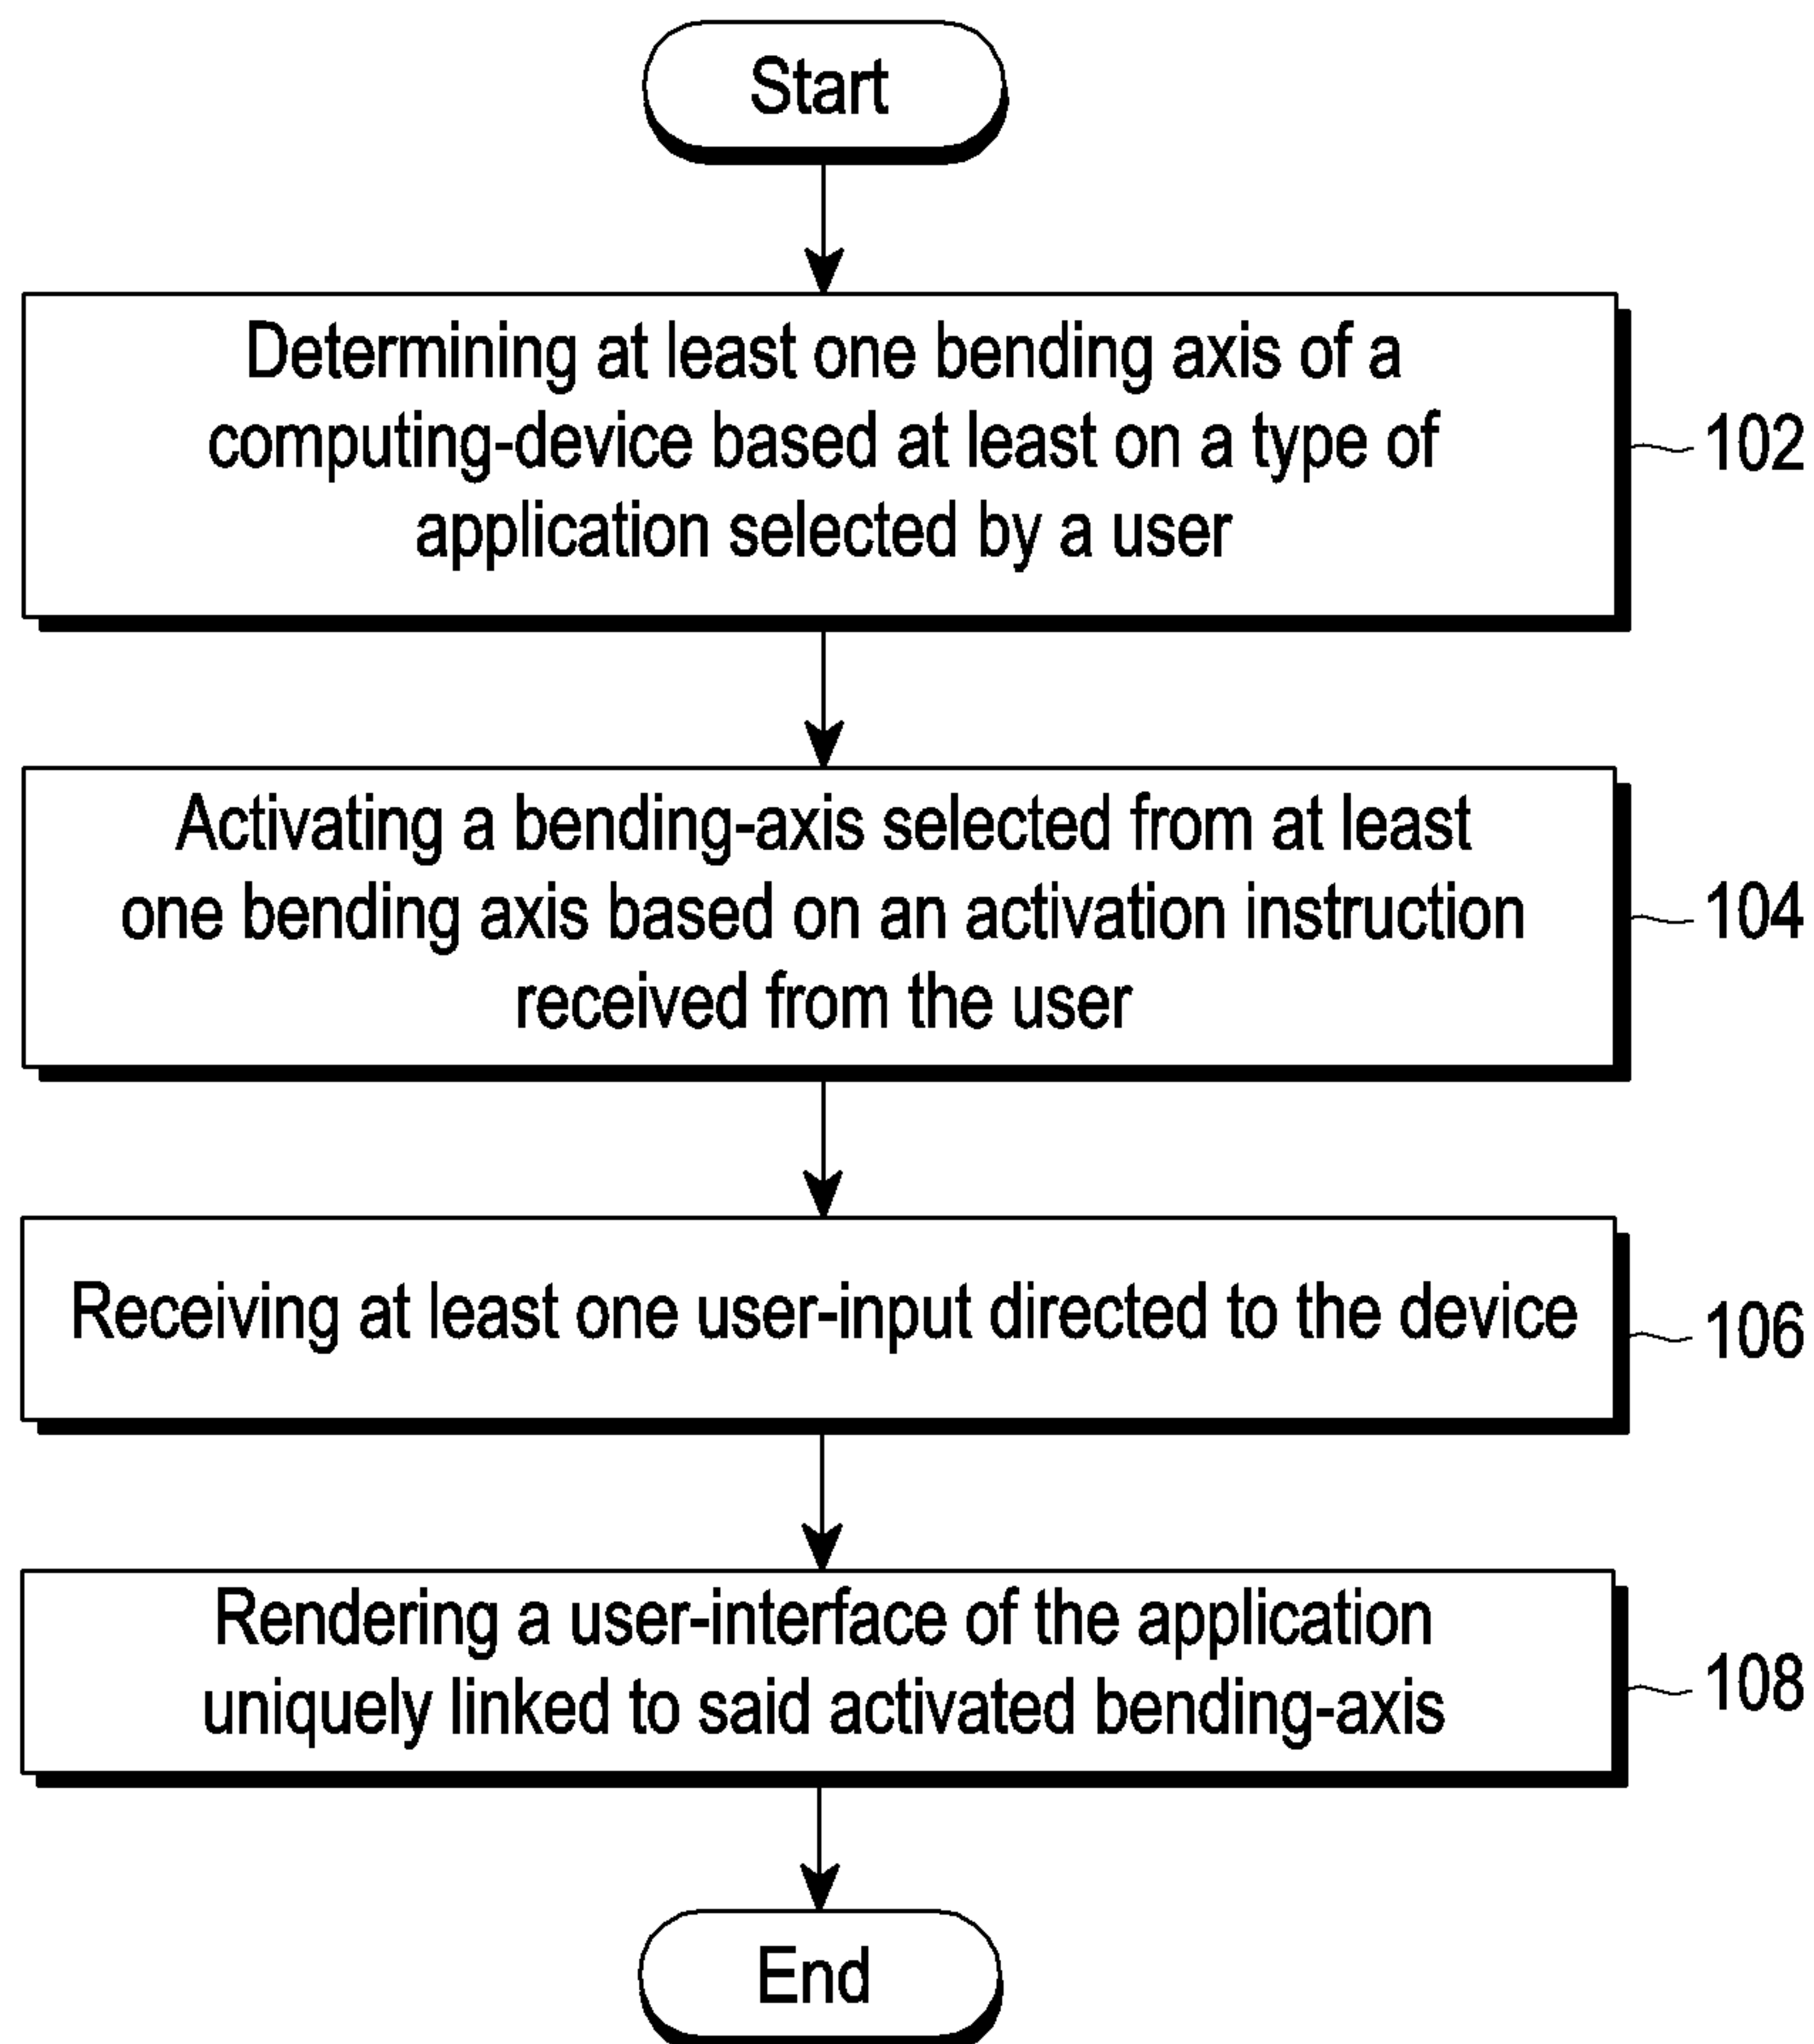 Start
Determining at least one bending axis of a
computing-device based at least on a type of
application selected by a user
102
Activating a bending-axis selected from at least
one bending axis based on an activation instruction
received from the user
104
Receiving at least one user-input directed to the device
106
Rendering a user-interface of the application
uniquely linked to said activated bending-axis
108
End